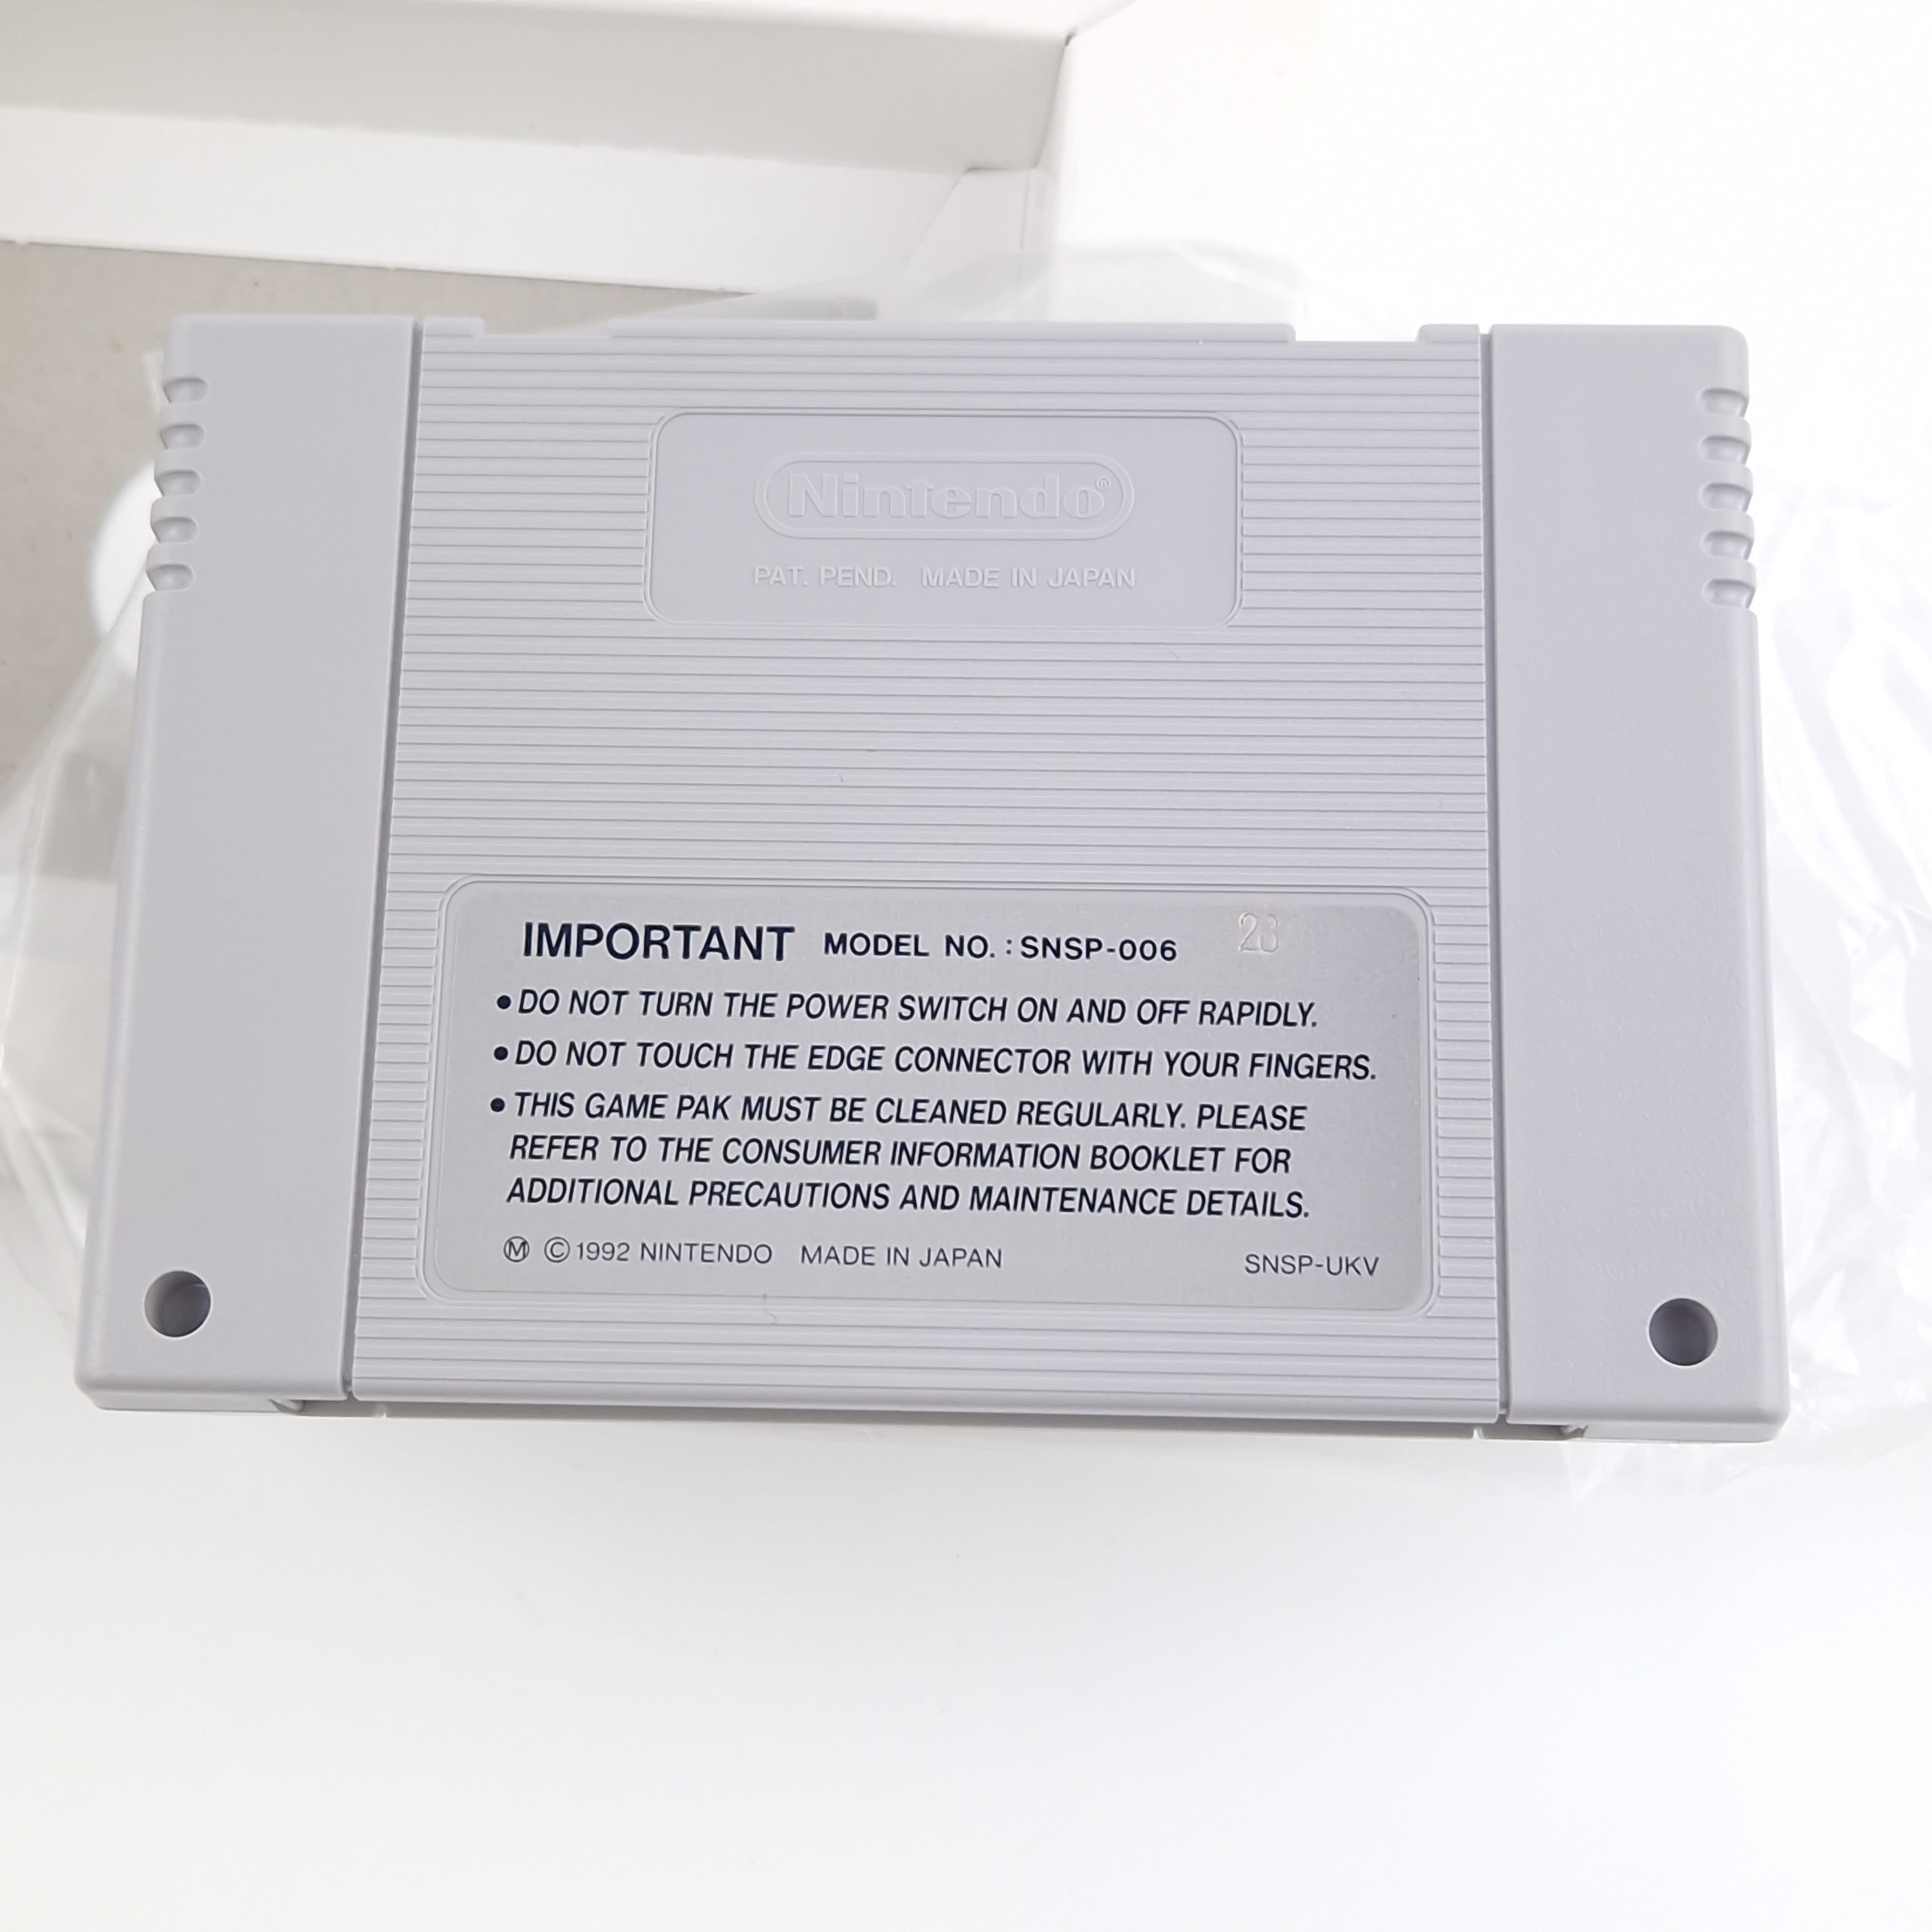 Nintendo®
PAT. PEND. MADE IN JAPAN
IMPORTANT MODEL NO.: SNSP-006
● DO NOT TURN THE POWER SWITCH ON AND OFF RAPIDLY.
● DO NOT TOUCH THE EDGE CONNECTOR WITH YOUR FINGERS.
● THIS GAME PAK MUST BE CLEANED REGULARLY. PLEASE
REFER TO THE CONSUMER INFORMATION BOOKLET FOR
ADDITIONAL PRECAUTIONS AND MAINTENANCE DETAILS.
Ⓜ ©1992 NINTENDO MADE IN JAPAN SNSP-UKV